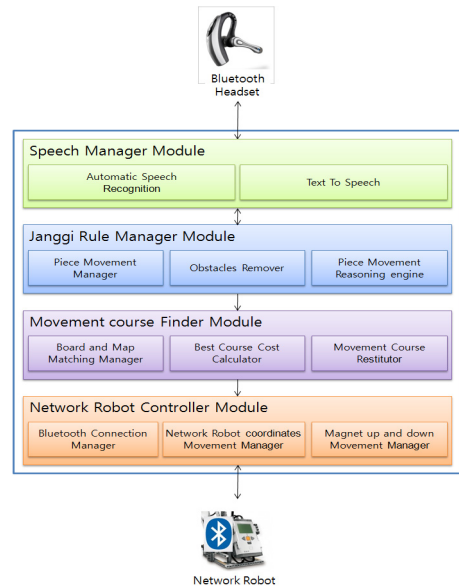 Bluetooth
Headset
Speech Manager Module
Automatic Speech
Recognition
Text To Speech
Janggi Rule Manager Module
Piece Movement
Manager
Obstacles Remover
Piece Movement
Reasoning engine
Movement course Finder Module
Board and Map
Matching Manager
Best Course Cost
Calculator
Movement Course
Restitutor
Network Robot Controller Module
Bluetooth Connection
Manager
Network Robot coordinates
Movement Manager
Magnet up and down
Movement Manager
Network Robot